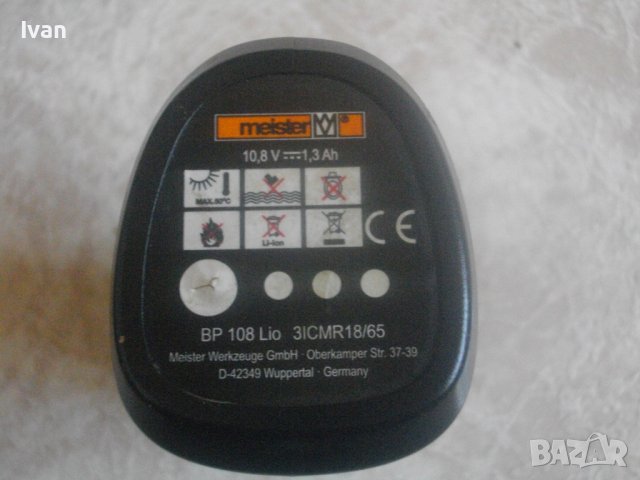 Ivan
meister ®
10,8 V 1,3 Ah
MAX.50°C
Li-Ion
CE
BP 108 Lio 3ICMR18/65
Meister Werkzeuge GmbH · Oberkamper Str. 37-39
D-42349 Wuppertal · Germany
BAZAR